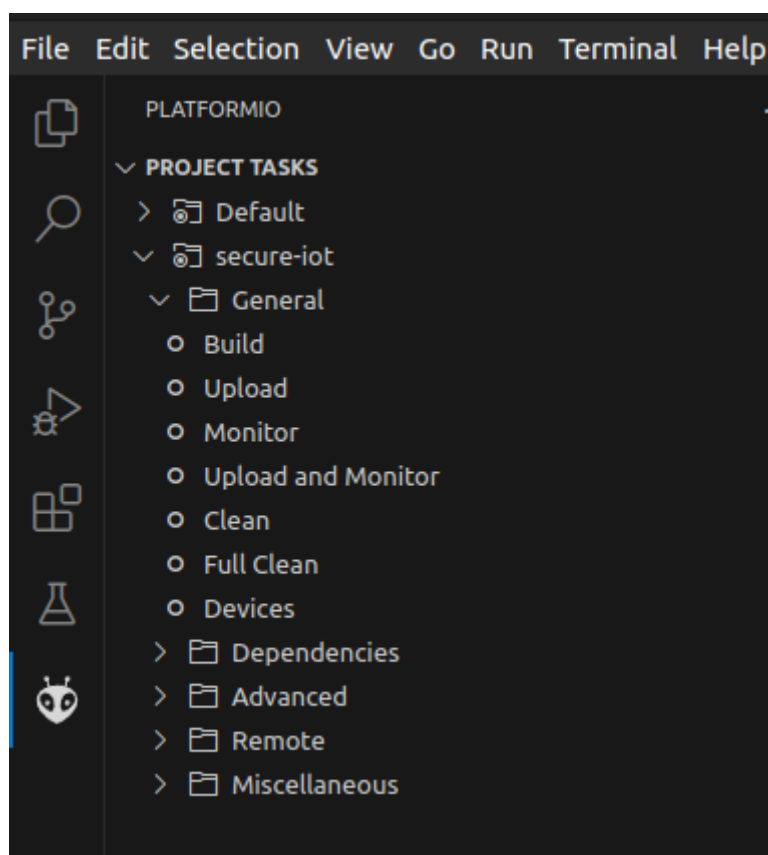 File Edit Selection View Go Run Terminal Help
PLATFORMIO
PROJECT TASKS
Default
secure-iot
General
Build
Upload
Monitor
Upload and Monitor
Clean
Full Clean
Devices
Dependencies
Advanced
Remote
Miscellaneous